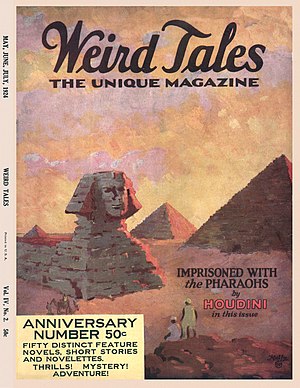 Weird Tales
THE UNIQUE MAGAZINE
MAY, JUNE, JULY, 1924
WEIRD TALES
Printed in U.S.A.
Vol. IV, No. 2.
50c
IMPRISONED WITH
the PHARAOHS
by
HOUDINI
in this issue
ANNIVERSARY
NUMBER 50¢
FIFTY DISTINCT FEATURE
NOVELS, SHORT STORIES
AND NOVELETTES.
THRILLS! MYSTERY!
ADVENTURE!